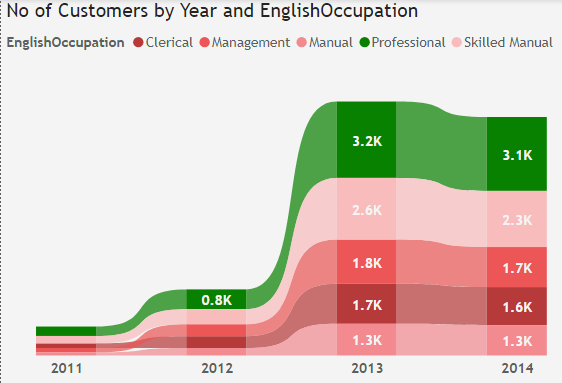 No of Customers by Year and EnglishOccupation
EnglishOccupation Clerical Management Manual Professional Skilled Manual
3.2K
3.1K
2.6K
2.3K
1.8K
1.7K
0.8K
1.7K
1.6K
1.3K
1.3K
2011 2012 2013 2014